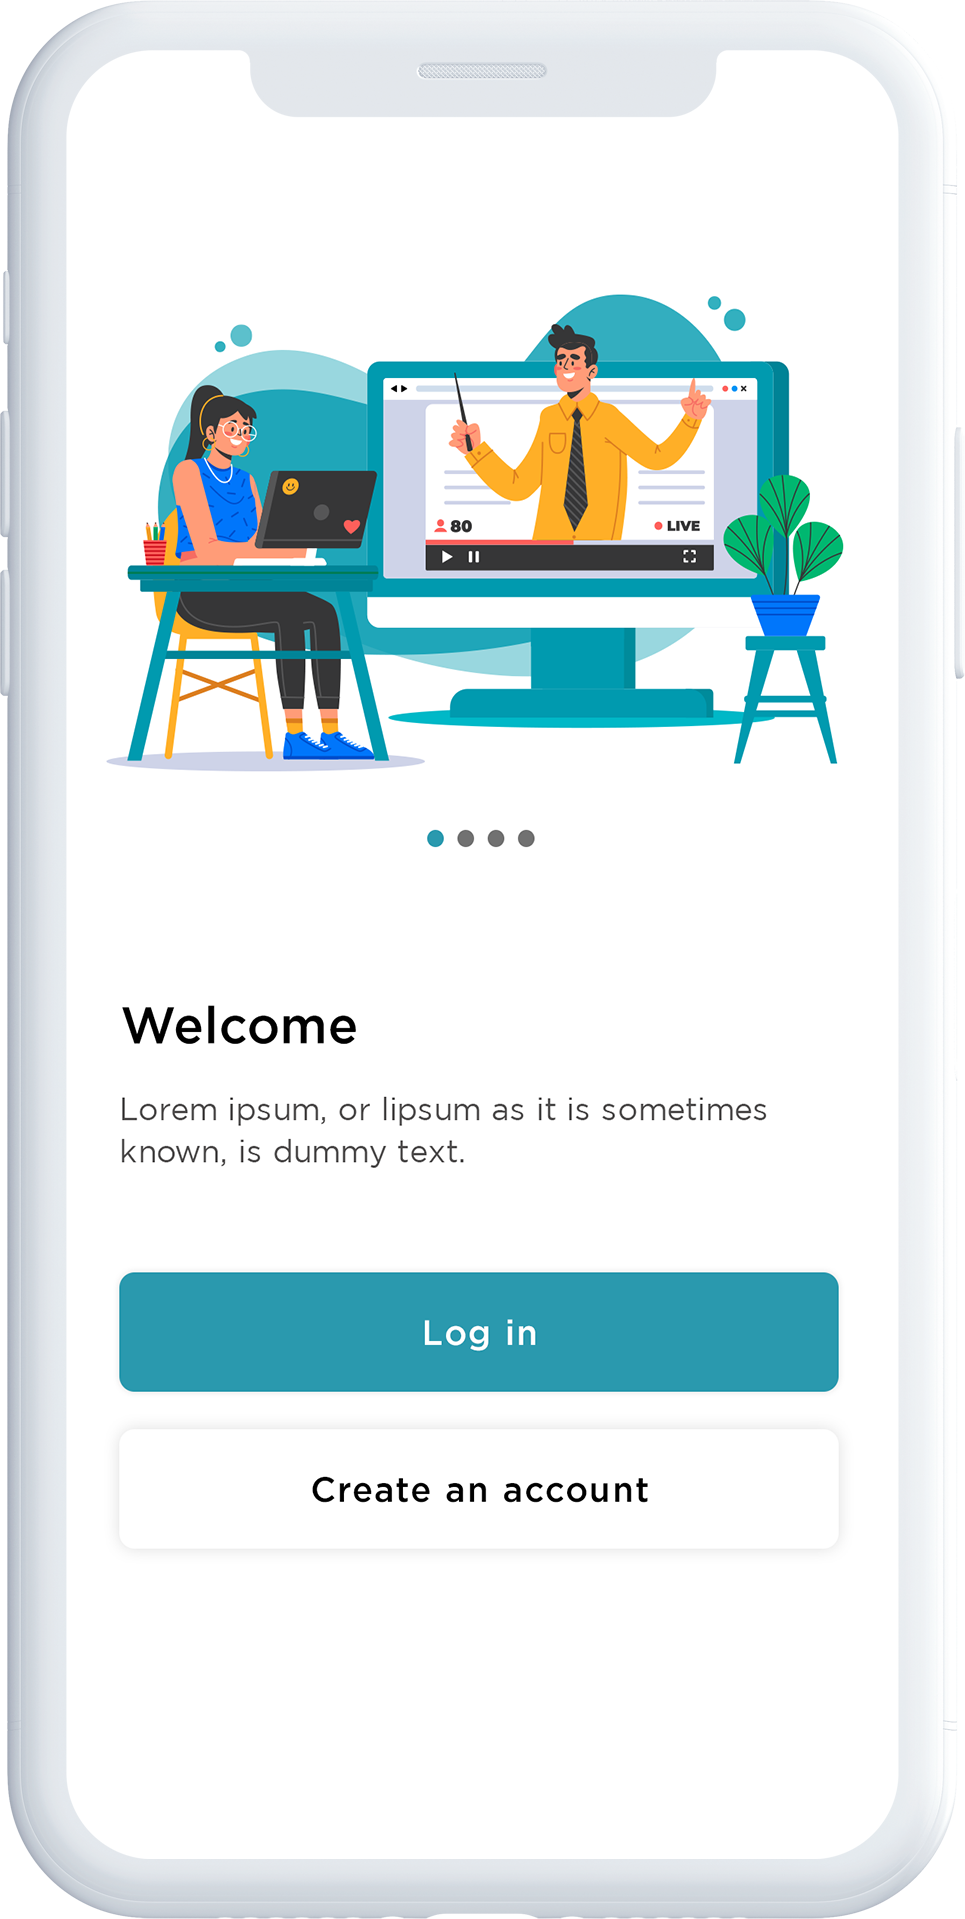 80
LIVE
Welcome
Lorem ipsum, or lipsum as it is sometimes
known, is dummy text.
Log in
Create an account